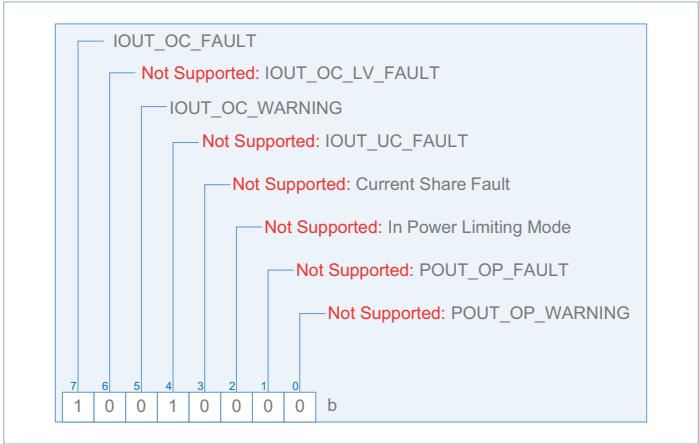 IOUT_OC_FAULT
Not Supported: IOUT_OC_LV_FAULT
IOUT_OC_WARNING
Not Supported: IOUT_UC_FAULT
Not Supported: Current Share Fault
Not Supported: In Power Limiting Mode
Not Supported: POUT_OP_FAULT
Not Supported: POUT_OP_WARNING
7 6 5 4 3 2 1 0
1 0 0 1 0 0 0 0 b